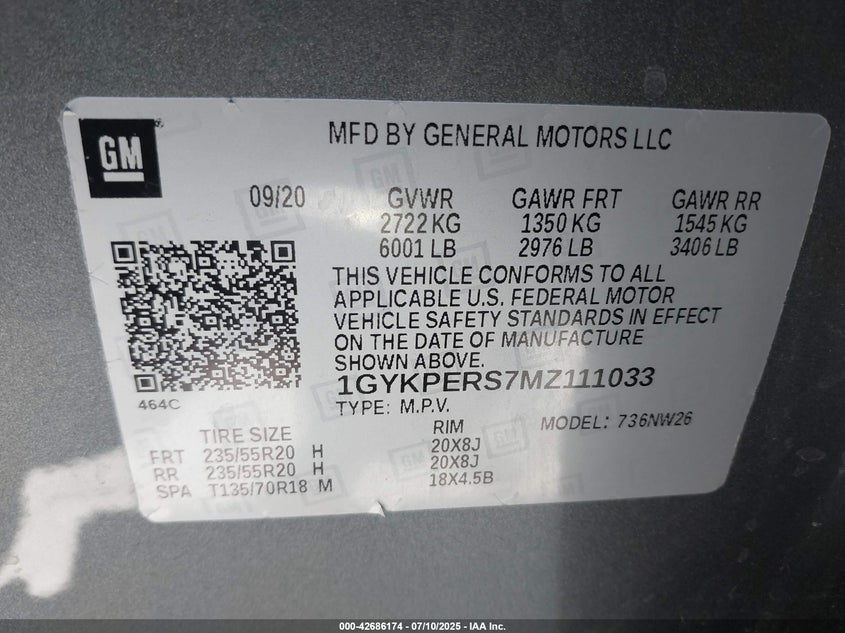 GM
MFD BY GENERAL MOTORS LLC
09/20 GVWR GAWR FRT GAWR RR
2722 KG 1350 KG 1545 KG
6001 LB 2976 LB 3406 LB
THIS VEHICLE CONFORMS TO ALL
APPLICABLE U.S. FEDERAL MOTOR
VEHICLE SAFETY STANDARDS IN EFFECT
ON THE DATE OF MANUFACTURE
SHOWN ABOVE.
1GYKPERS7MZ111033
464C
TYPE: M.P.V.
MODEL: 736NW26
TIRE SIZE RIM
FRT 235/55R20 H 20X8J
RR 235/55R20 H 20X8J
SPA T135/70R18 M 18X4.5B
000-42686174 - 07/10/2025 - IAA Inc.